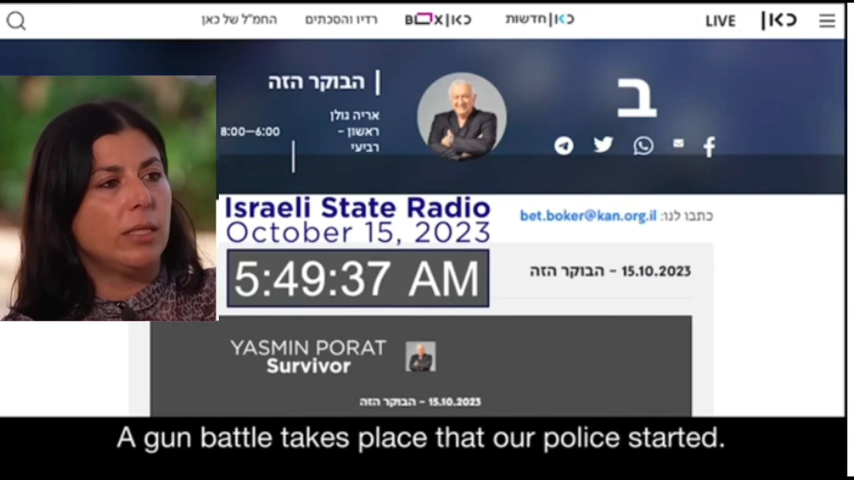 החמ"ל של כאן
רדיו והסכתים
BOX|כאן
כאן|חדשות
LIVE
כאן|
הבוקר הזה
אריה גולן
ראשון -
רביעי
8:00-6:00
ב
Israeli State Radio
October 15, 2023
5:49:37 AM
כתבו לנו: bet.boker@kan.org.il
15.10.2023 - הבוקר הזה
YASMIN PORAT
Survivor
15.10.2023 - הבוקר הזה
A gun battle takes place that our police started.